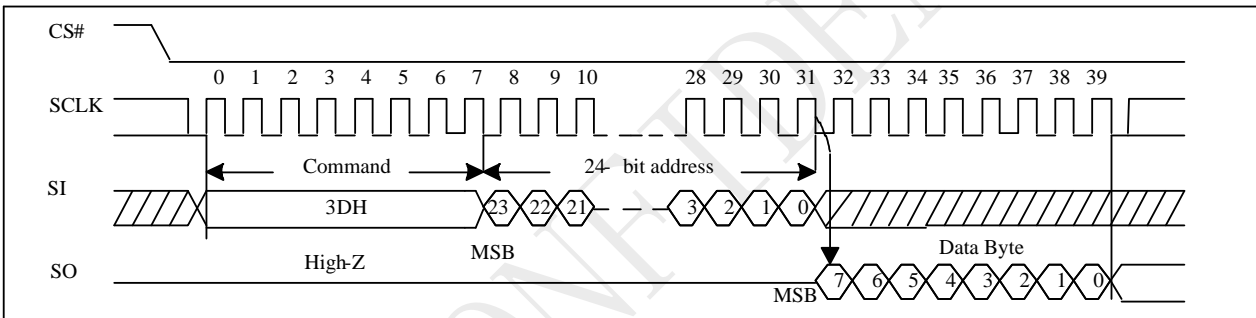 CS#
0 1 2 3 4 5 6 7 8 9 10 28 29 30 31 32 33 34 35 36 37 38 39
SCLK
Command 24- bit address
SI
3DH 23 22 21 3 2 1 0
MSB
High-Z
Data Byte
SO
MSB 7 6 5 4 3 2 1 0